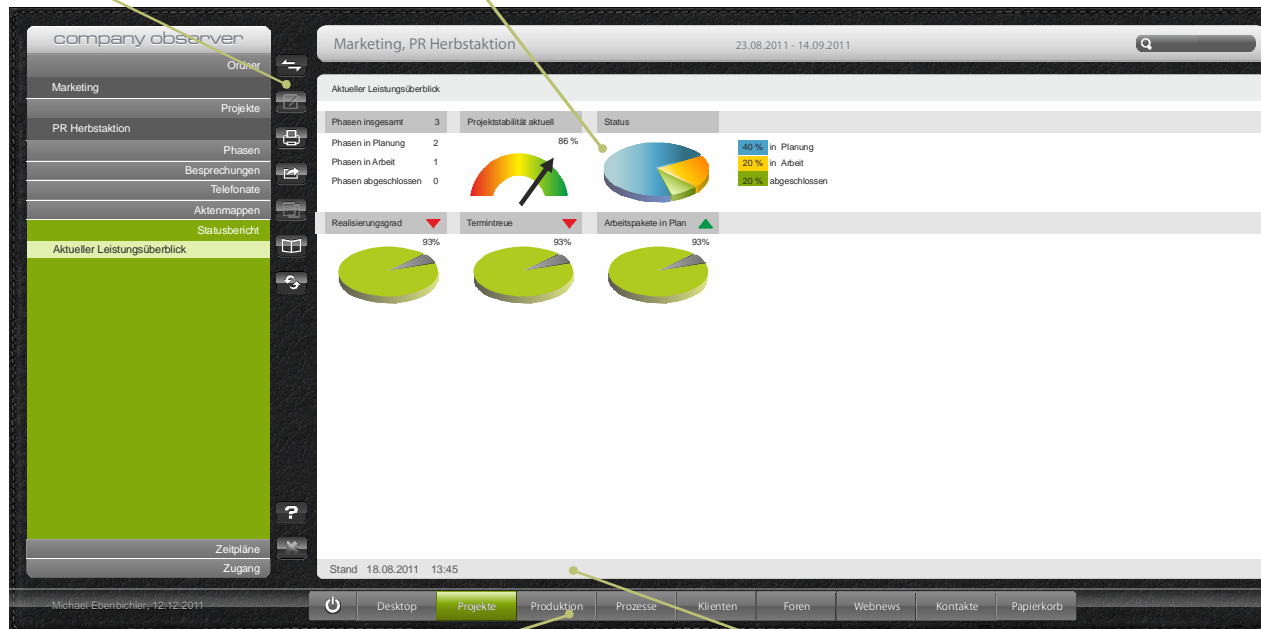 company observer
Ordner
Marketing
Projekte
PR Herbstaktion
Phasen
Besprechungen
Telefonate
Aktenmappen
Statusbericht
Aktueller Leistungsüberblick
Zeitpläne
Zugang
Michael Ebenbichler, 12.12.2011
Marketing, PR Herbstaktion 23.08.2011 - 14.09.2011
Aktueller Leistungsüberblick
Phasen insgesamt 3 Projektstabilität aktuell Status
Phasen in Planung 2 86 % 40 % in Planung
Phasen in Arbeit 1 20 % in Arbeit
Phasen abgeschlossen 0 20 % abgeschlossen
Realisierungsgrad Termintreue Arbeitspakete in Plan
93% 93% 93%
?
Stand 18.08.2011 13:45
Desktop Projekte Produktion Prozesse Klienten Foren Webnews Kontakte Papierkorb